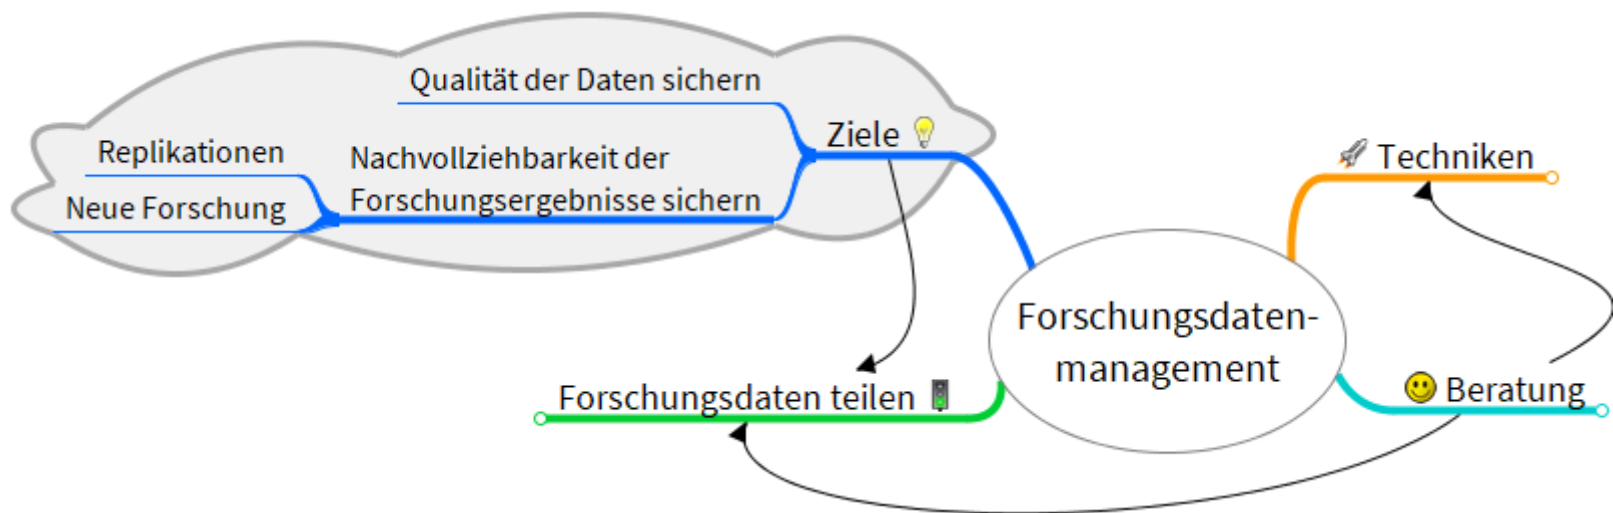 Qualität der Daten sichern
Ziele
Replikationen
Nachvollziehbarkeit der
Forschungsergebnisse sichern
Neue Forschung
Techniken
Forschungsdaten-
management
Forschungsdaten teilen
Beratung